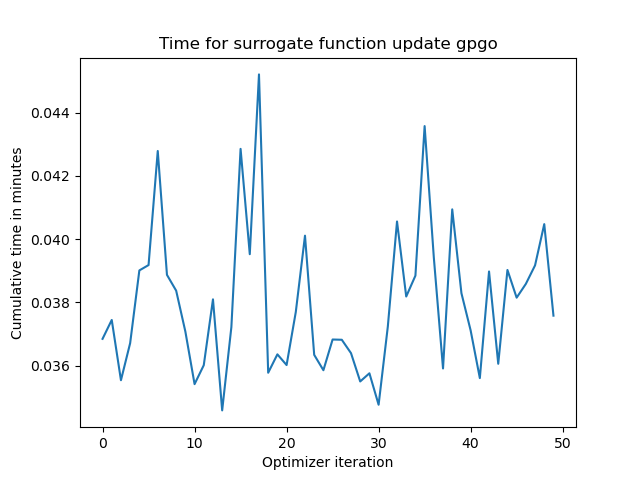 Time for surrogate function update gpgo
Cumulative time in minutes
0.044
0.042
0.040
0.038
0.036
0 10 20 30 40 50
Optimizer iteration